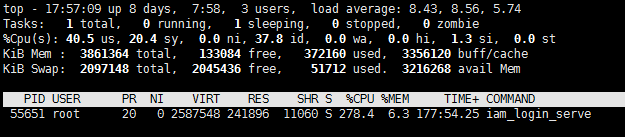 top - 17:57:09 up 8 days, 7:58, 3 users, load average: 8.43, 8.56, 5.74
Tasks: 1 total, 0 running, 1 sleeping, 0 stopped, 0 zombie
%Cpu(s): 40.5 us, 20.4 sy, 0.0 ni, 37.8 id, 0.0 wa, 0.0 hi, 1.3 si, 0.0 st
KiB Mem : 3861364 total, 133084 free, 372160 used, 3356120 buff/cache
KiB Swap: 2097148 total, 2045436 free, 51712 used. 3216268 avail Mem
PID USER PR NI VIRT RES SHR S %CPU %MEM TIME+ COMMAND
55651 root 20 0 2587548 241896 11060 S 278.4 6.3 177:54.25 iam_login_serve